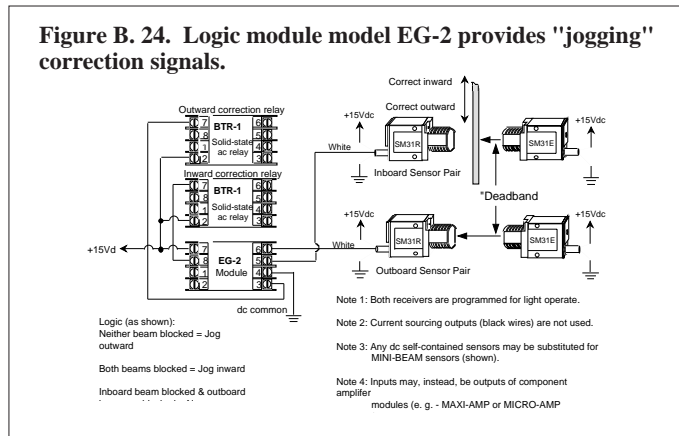 Figure B. 24. Logic module model EG-2 provides "jogging"
correction signals.
Correct inward
Correct outward
Outward correction relay
7 BTR-1 6
8 Solid-state 5
1 ac relay 4
2 3
Inward correction relay
7 BTR-1 6
8 Solid-state 5
1 ac relay 4
2 3
+15Vd
7 EG-2 6
8 Module 5
1 4
2 3
dc common
White
White
+15Vdc
SM31R
SM31E
+15Vdc
Inboard Sensor Pair
"Deadband
+15Vdc
SM31R
SM31E
+15Vdc
Outboard Sensor Pair
Logic (as shown):
Neither beam blocked = Jog
outward
Both beams blocked = Jog inward
Inboard beam blocked & outboard
Note 1: Both receivers are programmed for light operate.
Note 2: Current sourcing outputs (black wires) are not used.
Note 3: Any dc self-contained sensors may be substituted for
MINI-BEAM sensors (shown).
Note 4: Inputs may, instead, be outputs of component
amplifer
modules (e. g. - MAXI-AMP or MICRO-AMP